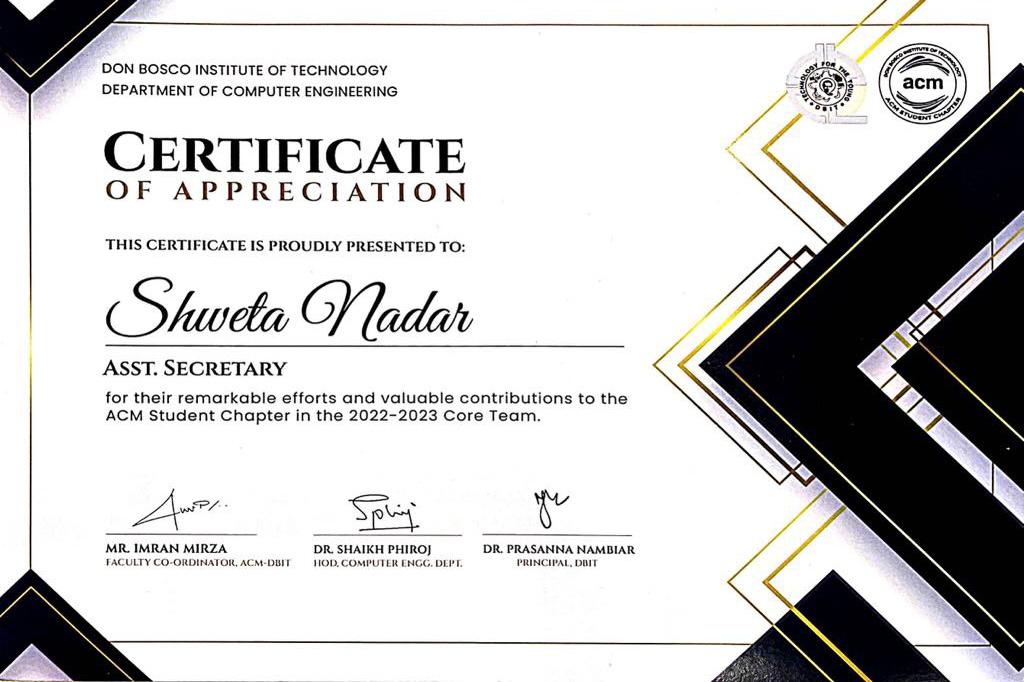 DON BOSCO INSTITUTE OF TECHNOLOGY
DEPARTMENT OF COMPUTER ENGINEERING
TECHNOLOGY FOR THE YOUNG
DBIT
DON BOSCO INSTITUTE OF TECHNOLOGY
acm
ACM STUDENT CHAPTER
CERTIFICATE
OF APPRECIATION
THIS CERTIFICATE IS PROUDLY PRESENTED TO:
Shweta Nadar
ASST. SECRETARY
for their remarkable efforts and valuable contributions to the
ACM Student Chapter in the 2022-2023 Core Team.
MR. IMRAN MIRZA
FACULTY CO-ORDINATOR, ACM-DBIT
DR. SHAIKH PHIROJ
HOD, COMPUTER ENGG. DEPT.
DR. PRASANNA NAMBIAR
PRINCIPAL, DBIT